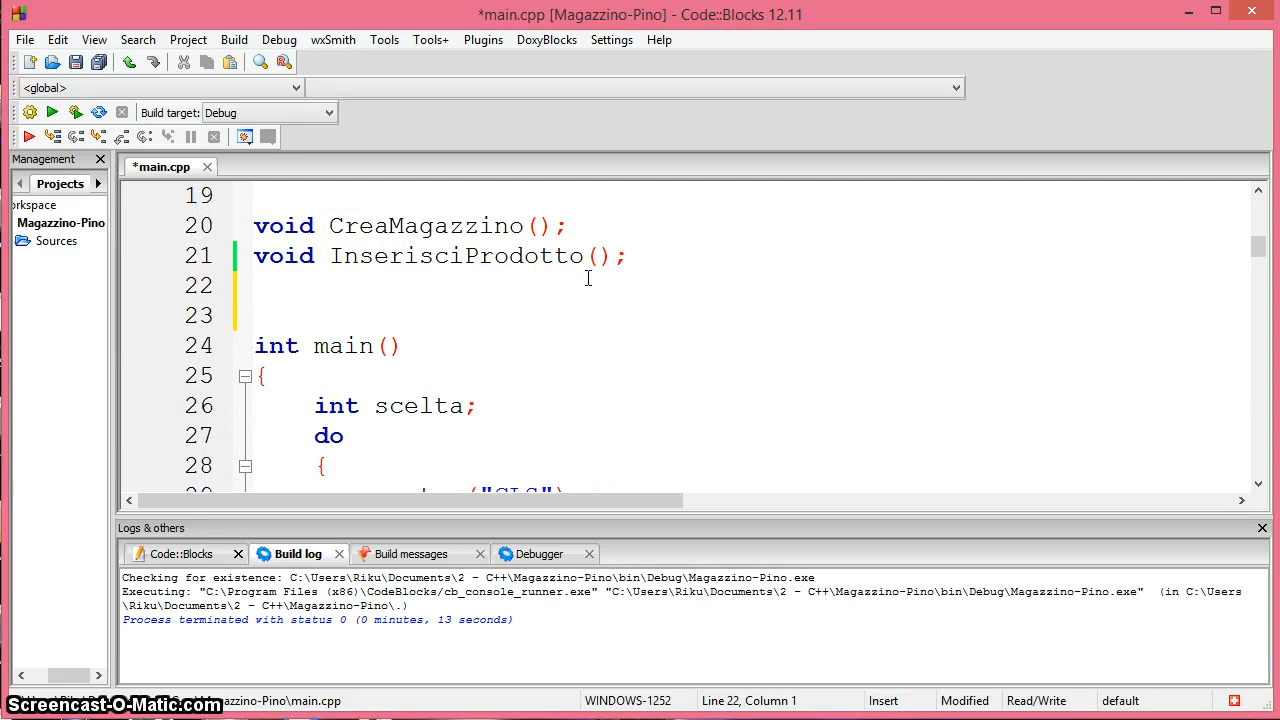 *main.cpp [Magazzino-Pino] - Code::Blocks 12.11
File Edit View Search Project Build Debug wxSmith Tools Tools+ Plugins DoxyBlocks Settings Help
<global>
Build target: Debug
Management
*main.cpp
Projects
19
orkspace
20 void CreaMagazzino();
Magazzino-Pino
Sources
21 void InserisciProdotto();
22
23
24 int main()
25 {
26 int scelta;
27 do
28 {
("CLS")
Logs & others
Code::Blocks Build log Build messages Debugger
Checking for existence: C:\Users\Riku\Documents\2 - C++\Magazzino-Pino\bin\Debug\Magazzino-Pino.exe
Executing: "C:\Program Files (x86)\CodeBlocks/cb_console_runner.exe" "C:\Users\Riku\Documents\2 - C++\Magazzino-Pino\bin\Debug\Magazzino-Pino.exe" (in C:\Users
\Riku\Documents\2 - C++\Magazzino-Pino\.)
Process terminated with status 0 (0 minutes, 13 seconds)
Magazzino-Pino\main.cpp WINDOWS-1252 Line 22, Column 1 Insert Modified Read/Write default
Screencast-O-Matic.com